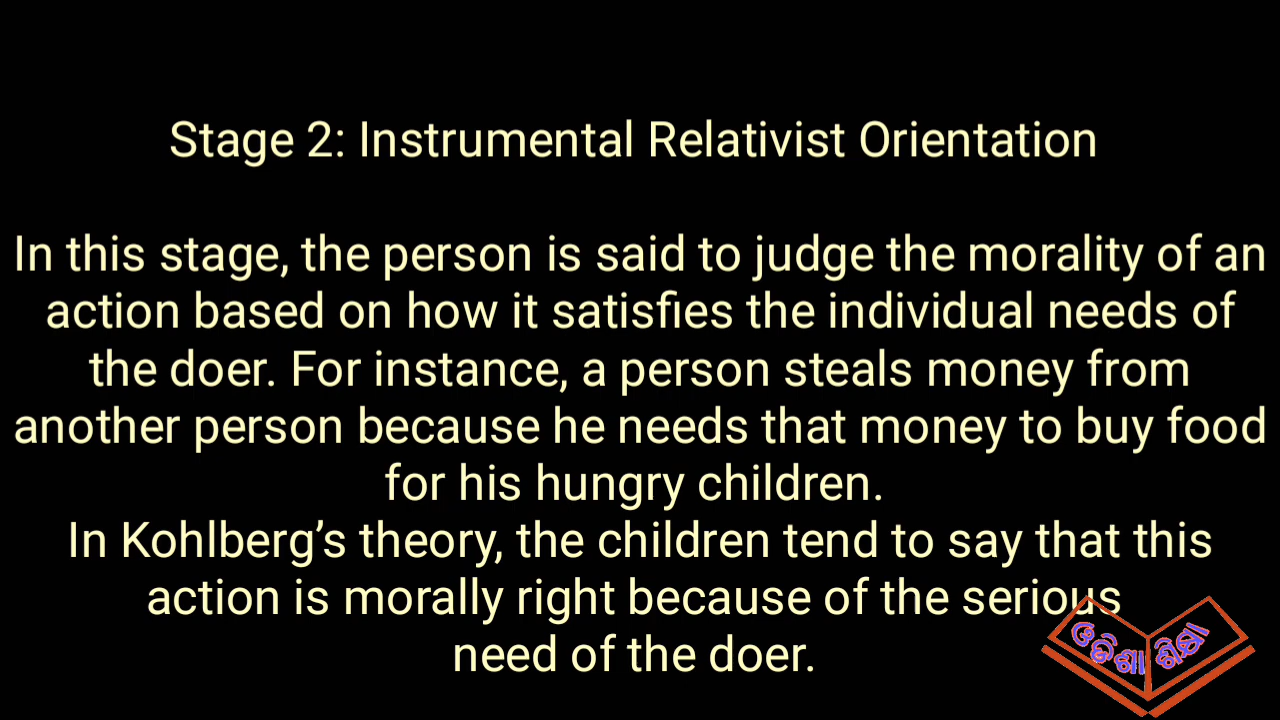 Stage 2: Instrumental Relativist Orientation
In this stage, the person is said to judge the morality of an
action based on how it satisfies the individual needs of
the doer. For instance, a person steals money from
another person because he needs that money to buy food
for his hungry children.
In Kohlberg’s theory, the children tend to say that this
action is morally right because of the serious
need of the doer.
ଓଡିଶା ଶିକ୍ଷା